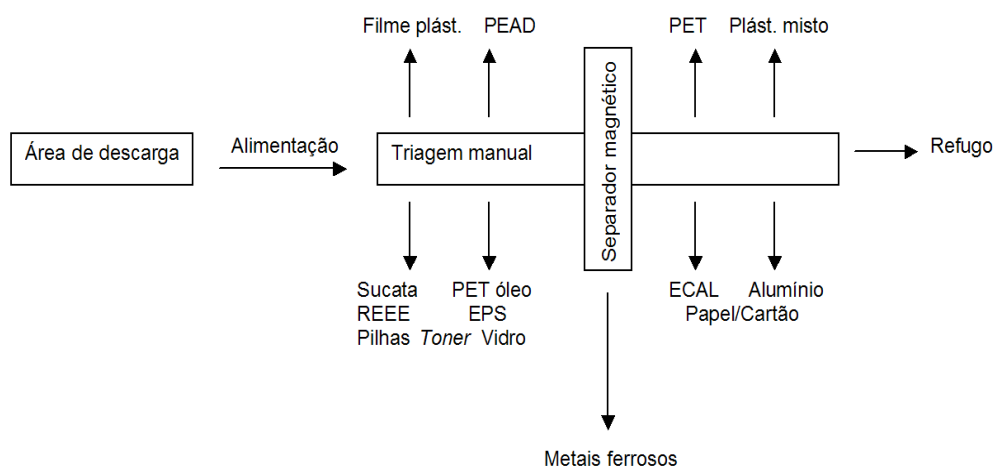 Filme plást. PEAD PET Plást. misto
Separador magnético
Área de descarga Alimentação Triagem manual Refugo
Sucata PET óleo ECAL Alumínio
REEE EPS Papel/Cartão
Pilhas Toner Vidro
Metais ferrosos